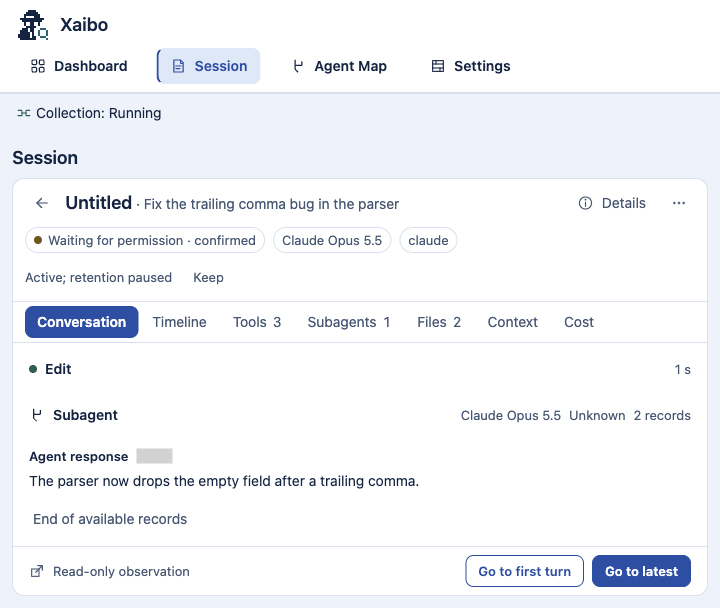 Xaibo
Dashboard Session Agent Map Settings
Collection: Running
Session
Untitled · Fix the trailing comma bug in the parser Details ...
Waiting for permission · confirmed Claude Opus 5.5 claude
Active; retention paused Keep
Conversation Timeline Tools 3 Subagents 1 Files 2 Context Cost
Edit 1 s
Subagent Claude Opus 5.5 Unknown 2 records
Agent response
The parser now drops the empty field after a trailing comma.
End of available records
Read-only observation Go to first turn Go to latest